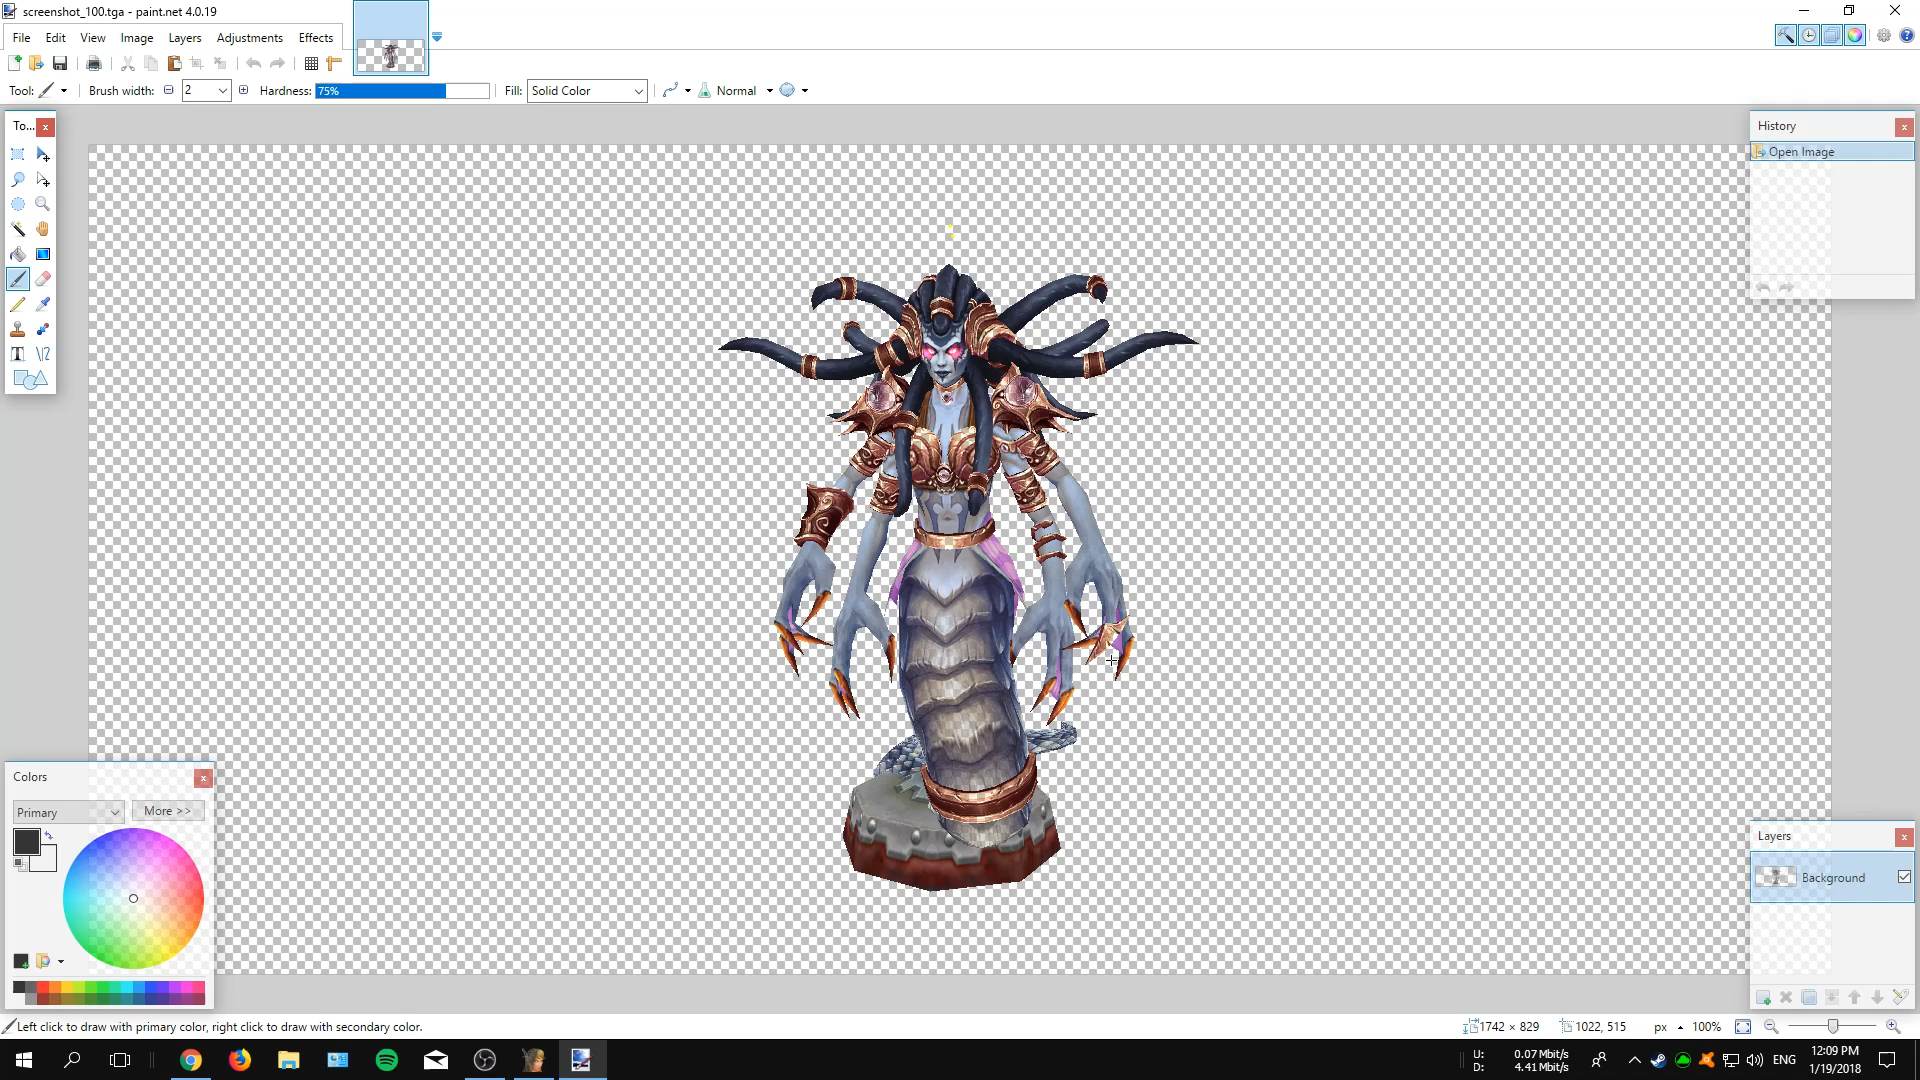 screenshot_100.tga - paint.net 4.0.19
File Edit View Image Layers Adjustments Effects
Tool: Brush width: 2 Hardness: 75% Fill: Solid Color Normal
To...
History
Open Image
Colors
Primary More >>
Layers
Background
Left click to draw with primary color, right click to draw with secondary color.
1742 × 829 1022, 515 px 100%
U: 0.07 Mbit/s
D: 4.41 Mbit/s
ENG
12:09 PM
1/19/2018